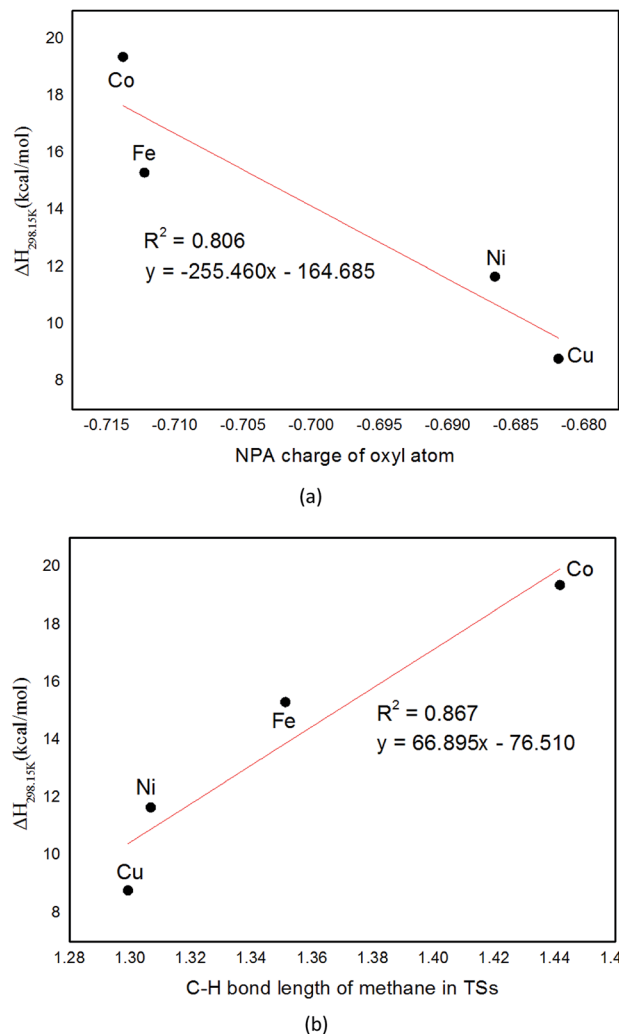 20
18
16
14
12
10
8
ΔH298.15K(kcal/mol)
Co
Fe
R² = 0.806
y = -255.460x - 164.685
Ni
Cu
-0.715 -0.710 -0.705 -0.700 -0.695 -0.690 -0.685 -0.680
NPA charge of oxyl atom
(a)
20
18
16
14
12
10
8
ΔH298.15K(kcal/mol)
Co
Fe
R² = 0.867
y = 66.895x - 76.510
Ni
Cu
1.28 1.30 1.32 1.34 1.36 1.38 1.40 1.42 1.44 1.4
C-H bond length of methane in TSs
(b)